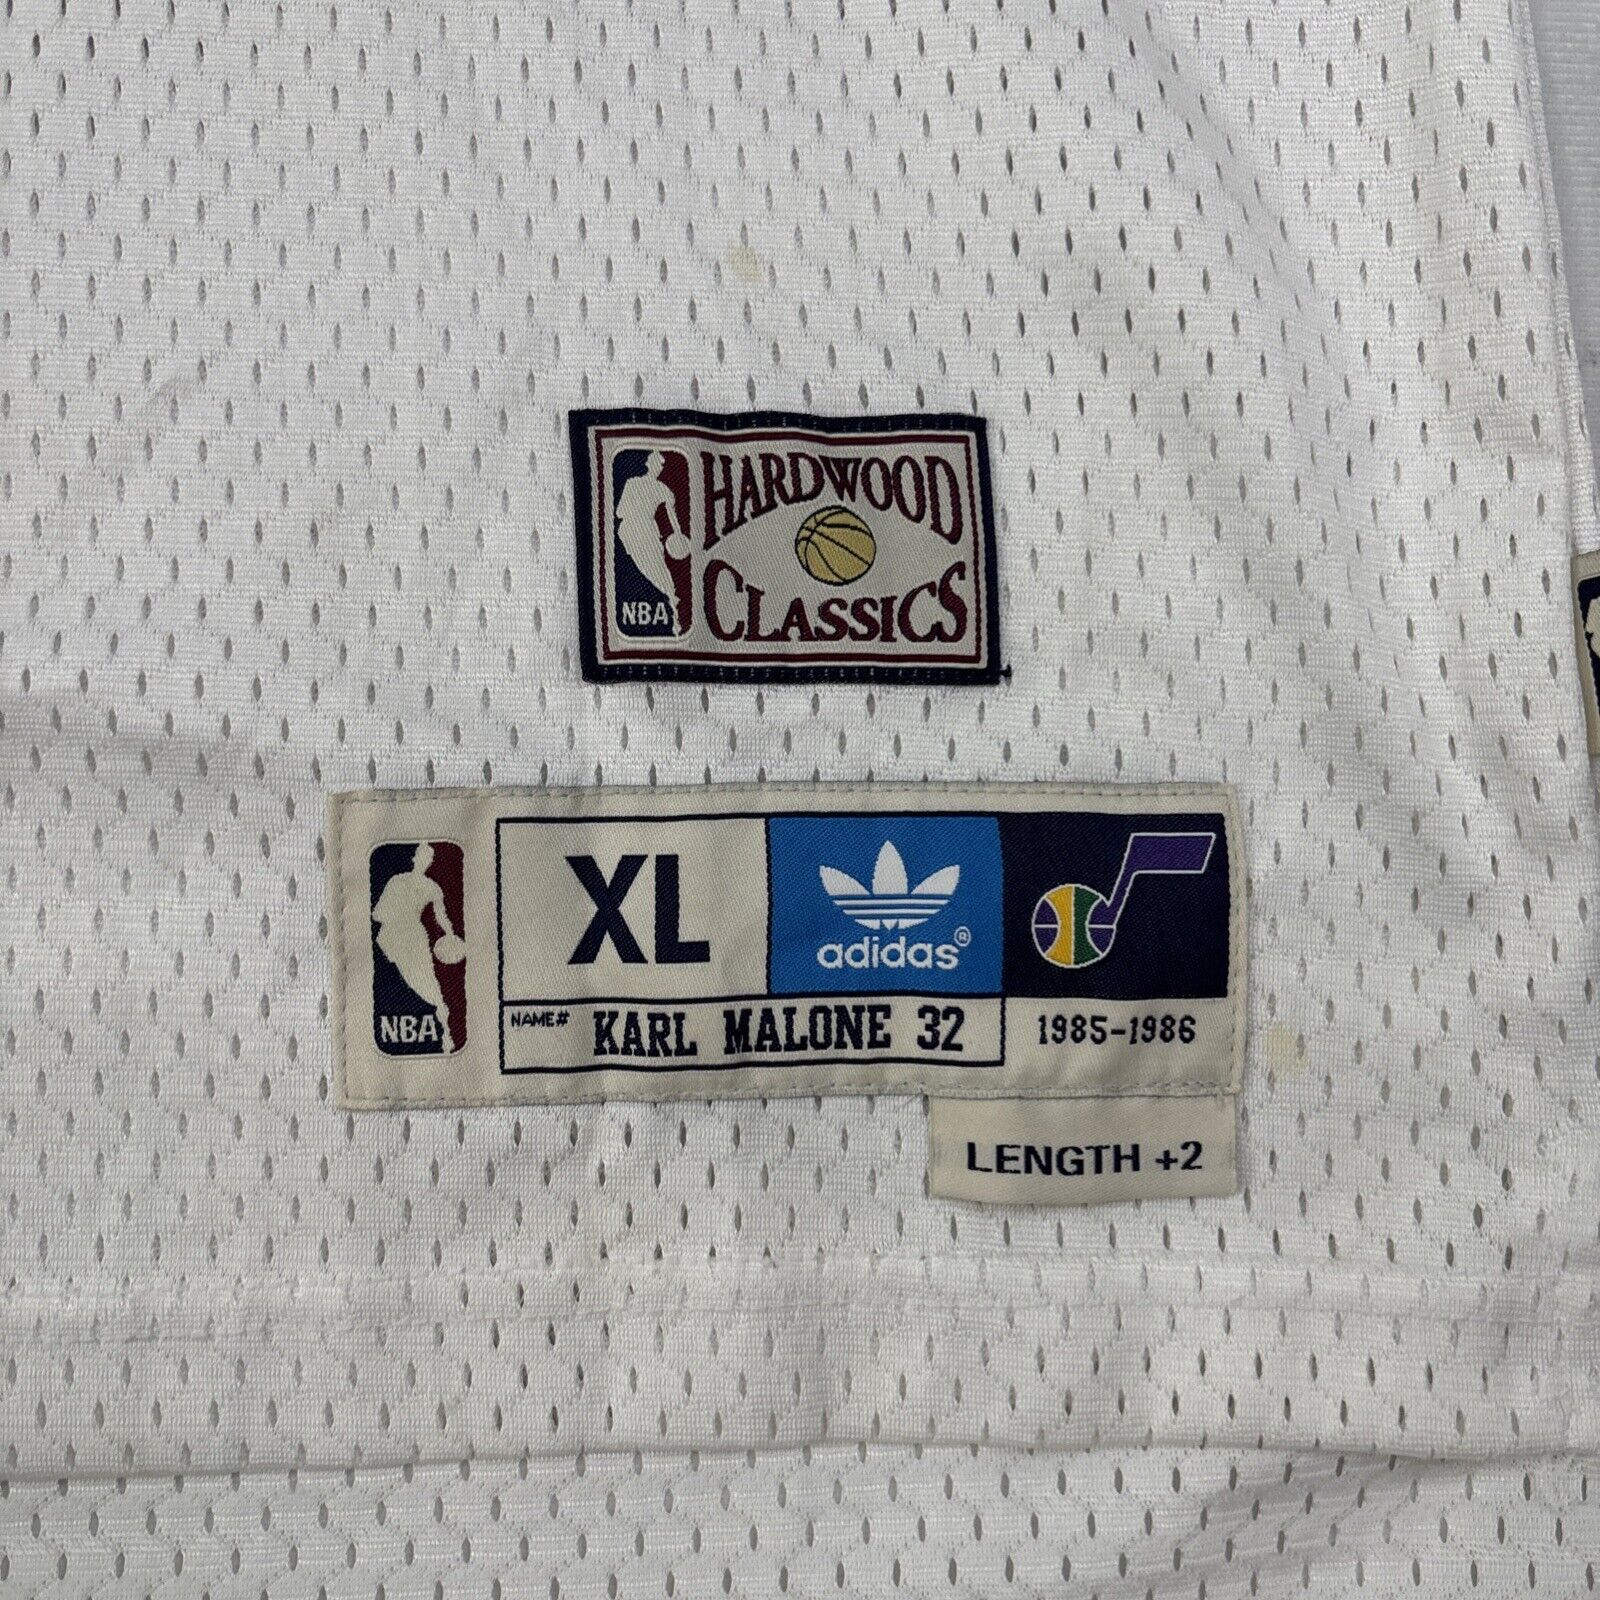 HARDWOOD
CLASSICS
NBA
XL
adidas®
NBA
NAME# KARL MALONE 32
1985-1986
LENGTH +2